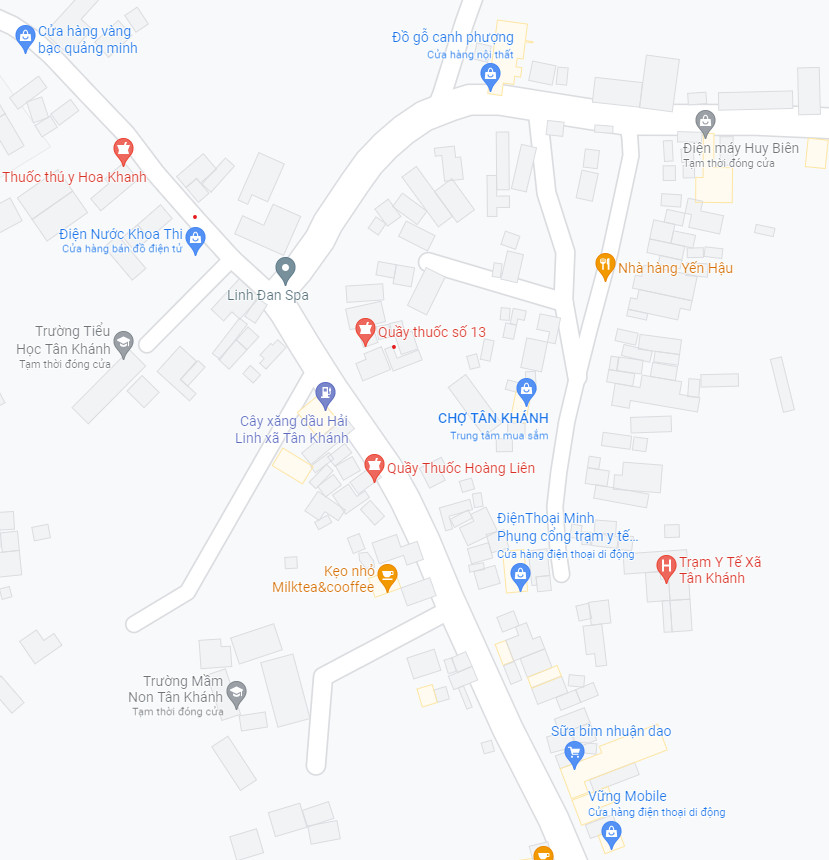 Cửa hàng vàng
bạc quảng minh
Đồ gỗ canh phượng
Cửa hàng nội thất
Điện máy Huy Biên
Tạm thời đóng cửa
Thuốc thú y Hoa Khanh
Điện Nước Khoa Thi
Cửa hàng bán đồ điện tử
Nhà hàng Yến Hậu
Linh Đan Spa
Trường Tiểu
Học Tân Khánh
Tạm thời đóng cửa
Quầy thuốc số 13
Cây xăng dầu Hải
Linh xã Tân Khánh
CHỢ TÂN KHÁNH
Trung tâm mua sắm
Quầy Thuốc Hoàng Liên
ĐiệnThoại Minh
Phụng cổng trạm y tế...
Cửa hàng điện thoại di động
Trạm Y Tế Xã
Tân Khánh
Kẹo nhỏ
Milktea&cooffee
Trường Mầm
Non Tân Khánh
Tạm thời đóng cửa
Sữa bỉm nhuận dao
Vững Mobile
Cửa hàng điện thoại di động